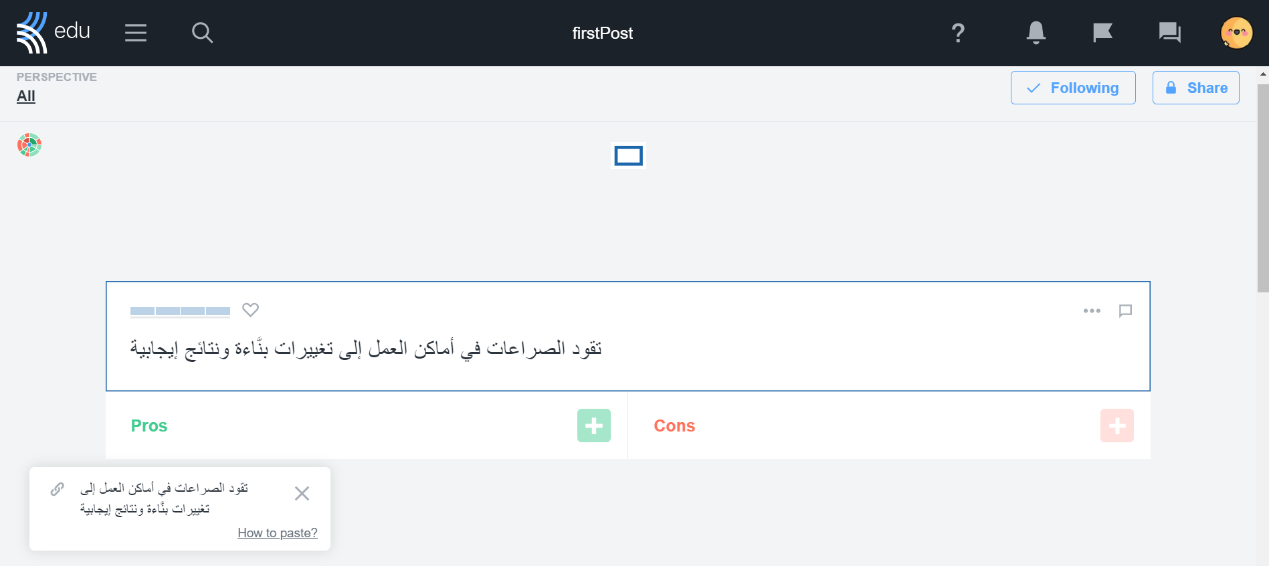 edu
firstPost
?
PERSPECTIVE
All
Following
Share
تقود الصراعات في أماكن العمل إلى تغييرات بنَّاءة ونتائج إيجابية
Pros
Cons
تقود الصراعات في أماكن العمل إلى
تغييرات بنَّاءة ونتائج إيجابية
How to paste?